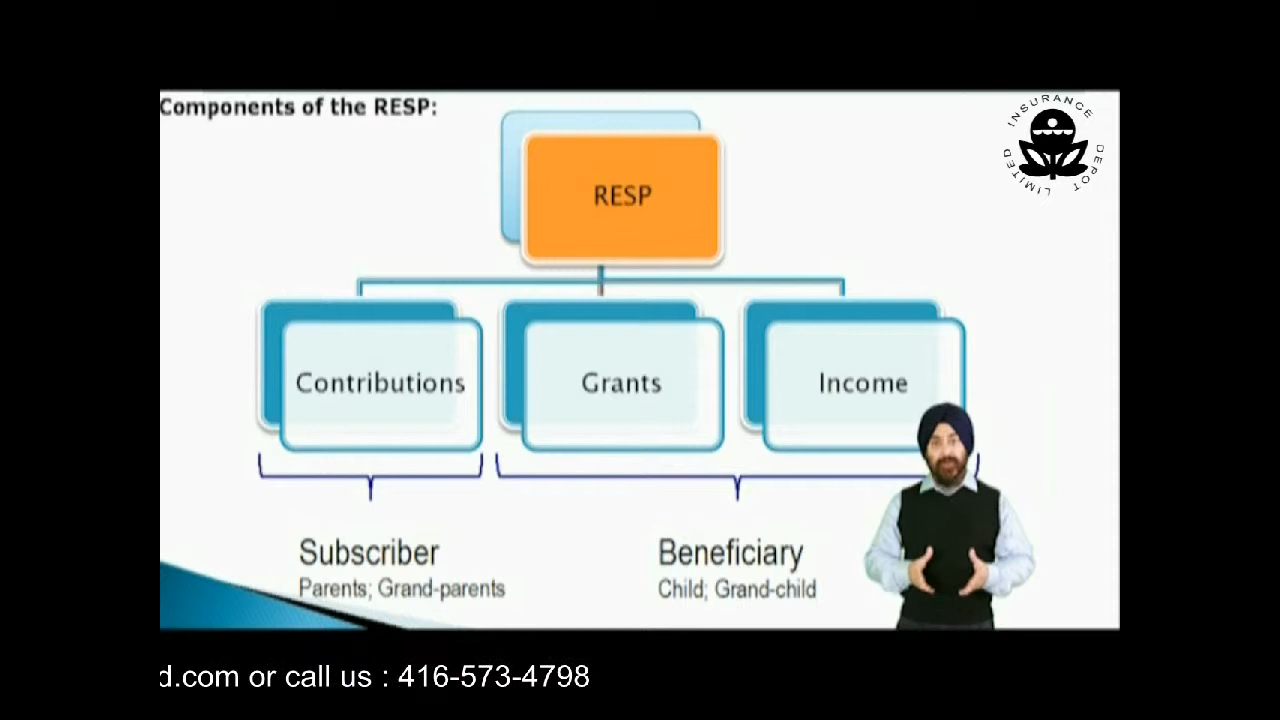 Components of the RESP:
INSURANCE DEPOT LIMITED
RESP
Contributions
Grants
Income
Subscriber
Parents; Grand-parents
Beneficiary
Child; Grand-child
d.com or call us : 416-573-4798